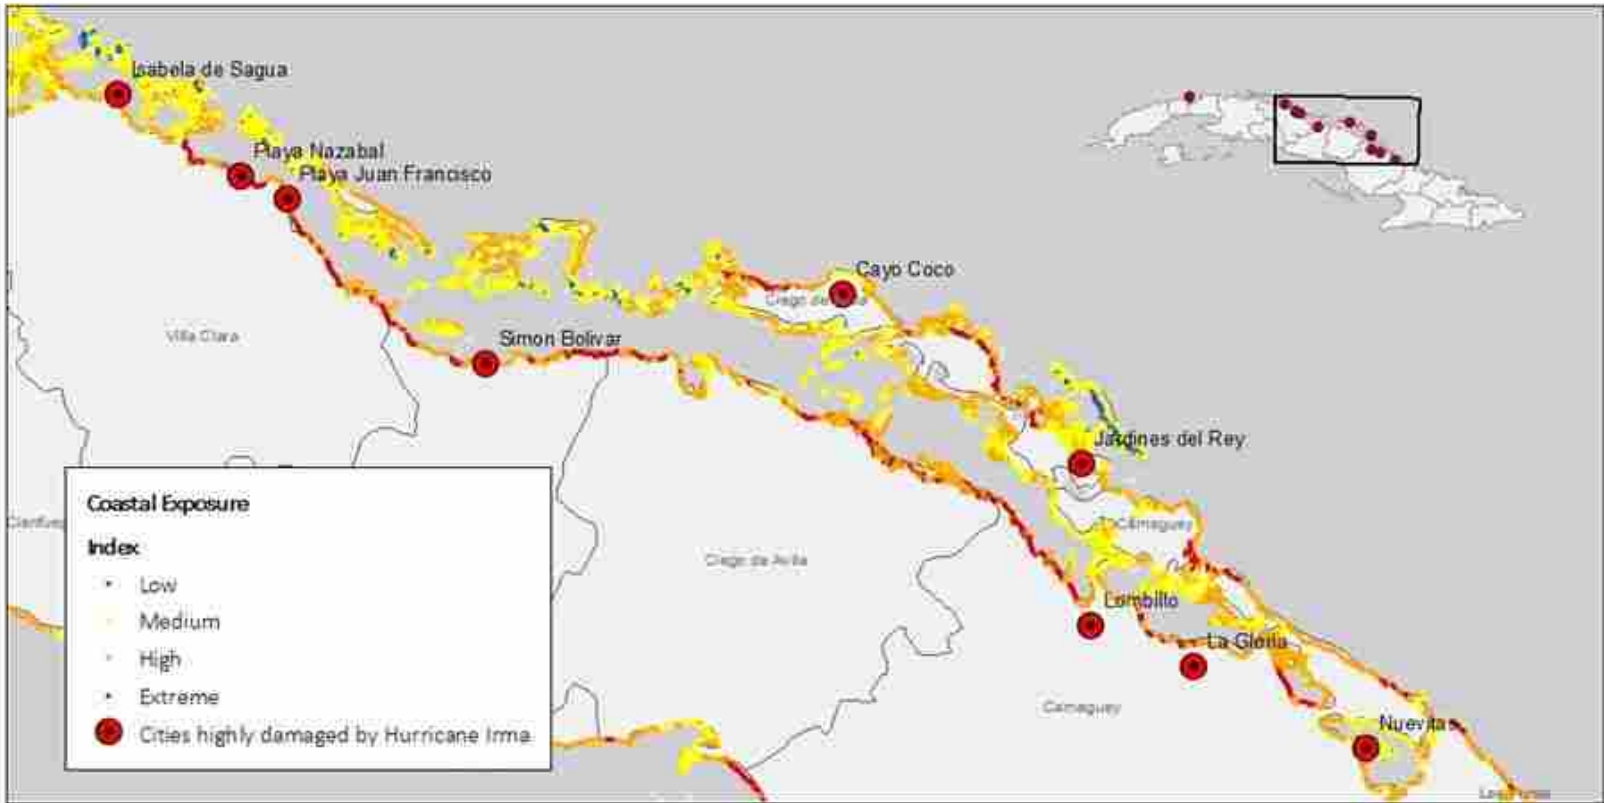 Isabela de Sagua
Playa Nazabal
Playa Juan Francisco
Cayo Coco
Simon Bolivar
Villa Clara
Jardines del Rey
Camaguey
Ciego de Avila
Lombillo
La Gloria
Camaguey
Nuevitas
Coastal Exposure
Index
Low
Medium
High
Extreme
Cities highly damaged by Hurricane Irma